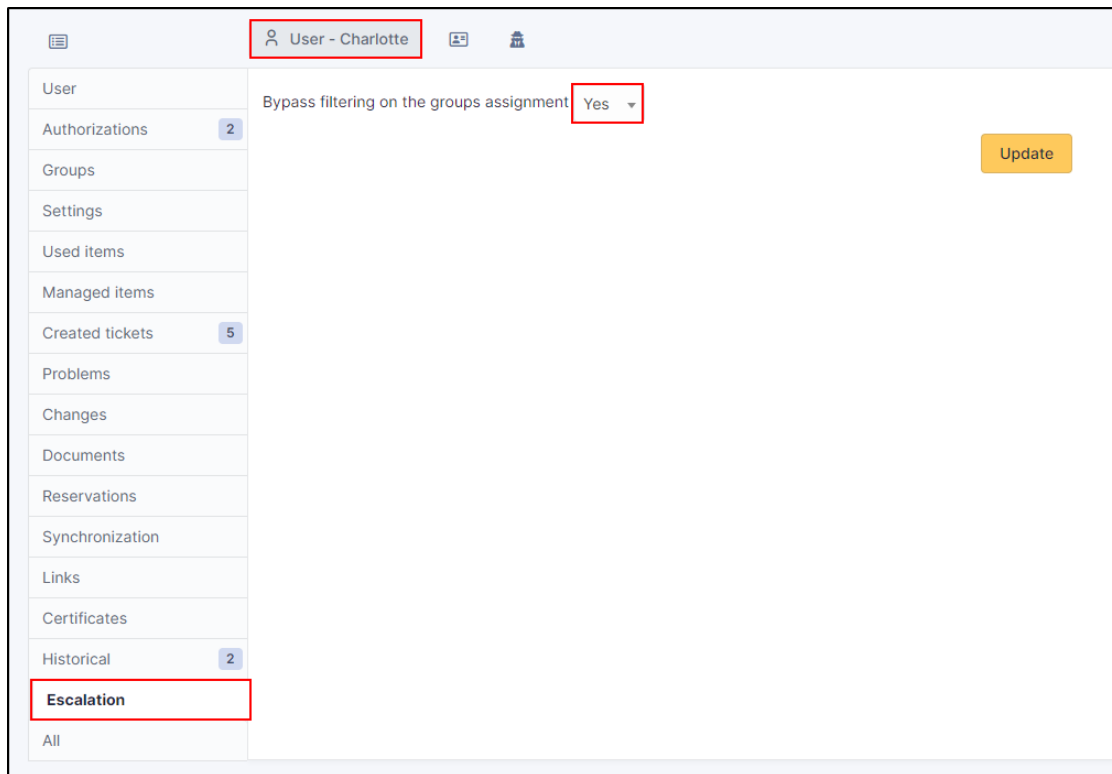 User - Charlotte
User
Authorizations 2
Groups
Settings
Used items
Managed items
Created tickets 5
Problems
Changes
Documents
Reservations
Synchronization
Links
Certificates
Historical 2
Escalation
All
Bypass filtering on the groups assignment Yes
Update